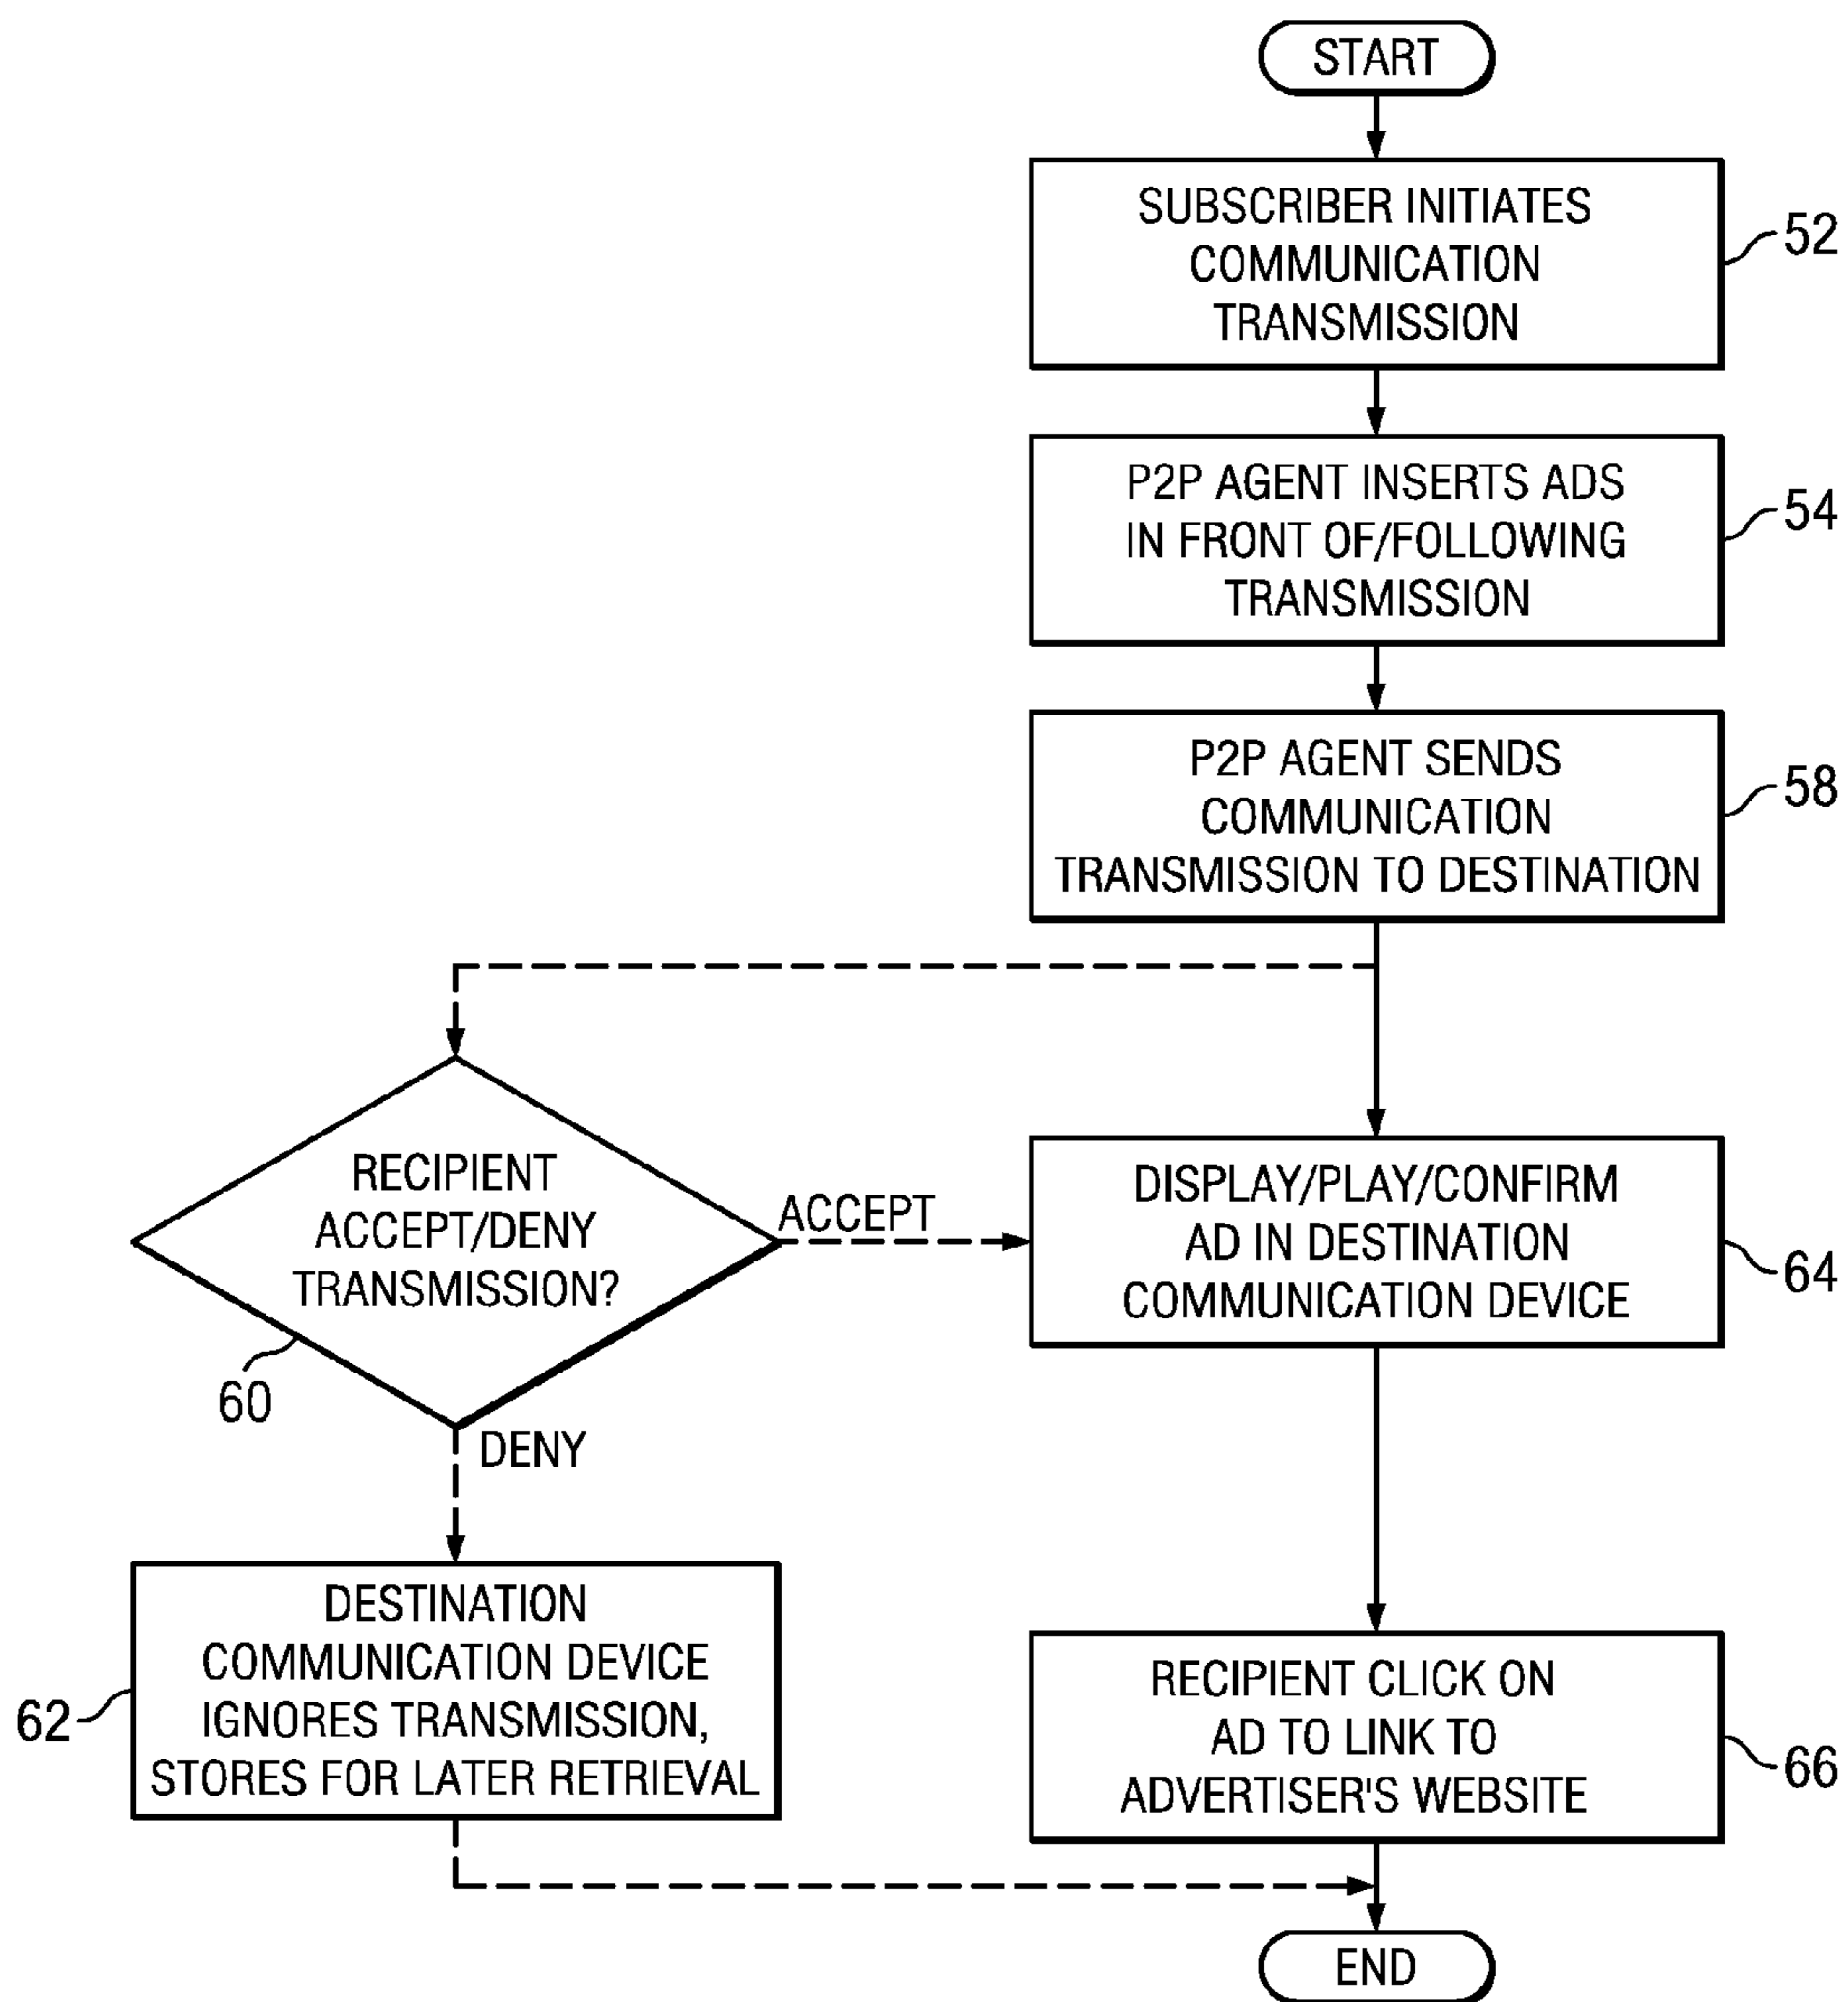 START
SUBSCRIBER INITIATES
COMMUNICATION
TRANSMISSION
52
P2P AGENT INSERTS ADS
IN FRONT OF/FOLLOWING
TRANSMISSION
54
P2P AGENT SENDS
COMMUNICATION
TRANSMISSION TO DESTINATION
58
RECIPIENT
ACCEPT/DENY
TRANSMISSION?
60
ACCEPT
DENY
DISPLAY/PLAY/CONFIRM
AD IN DESTINATION
COMMUNICATION DEVICE
64
DESTINATION
COMMUNICATION DEVICE
IGNORES TRANSMISSION,
STORES FOR LATER RETRIEVAL
62
RECIPIENT CLICK ON
AD TO LINK TO
ADVERTISER'S WEBSITE
66
END